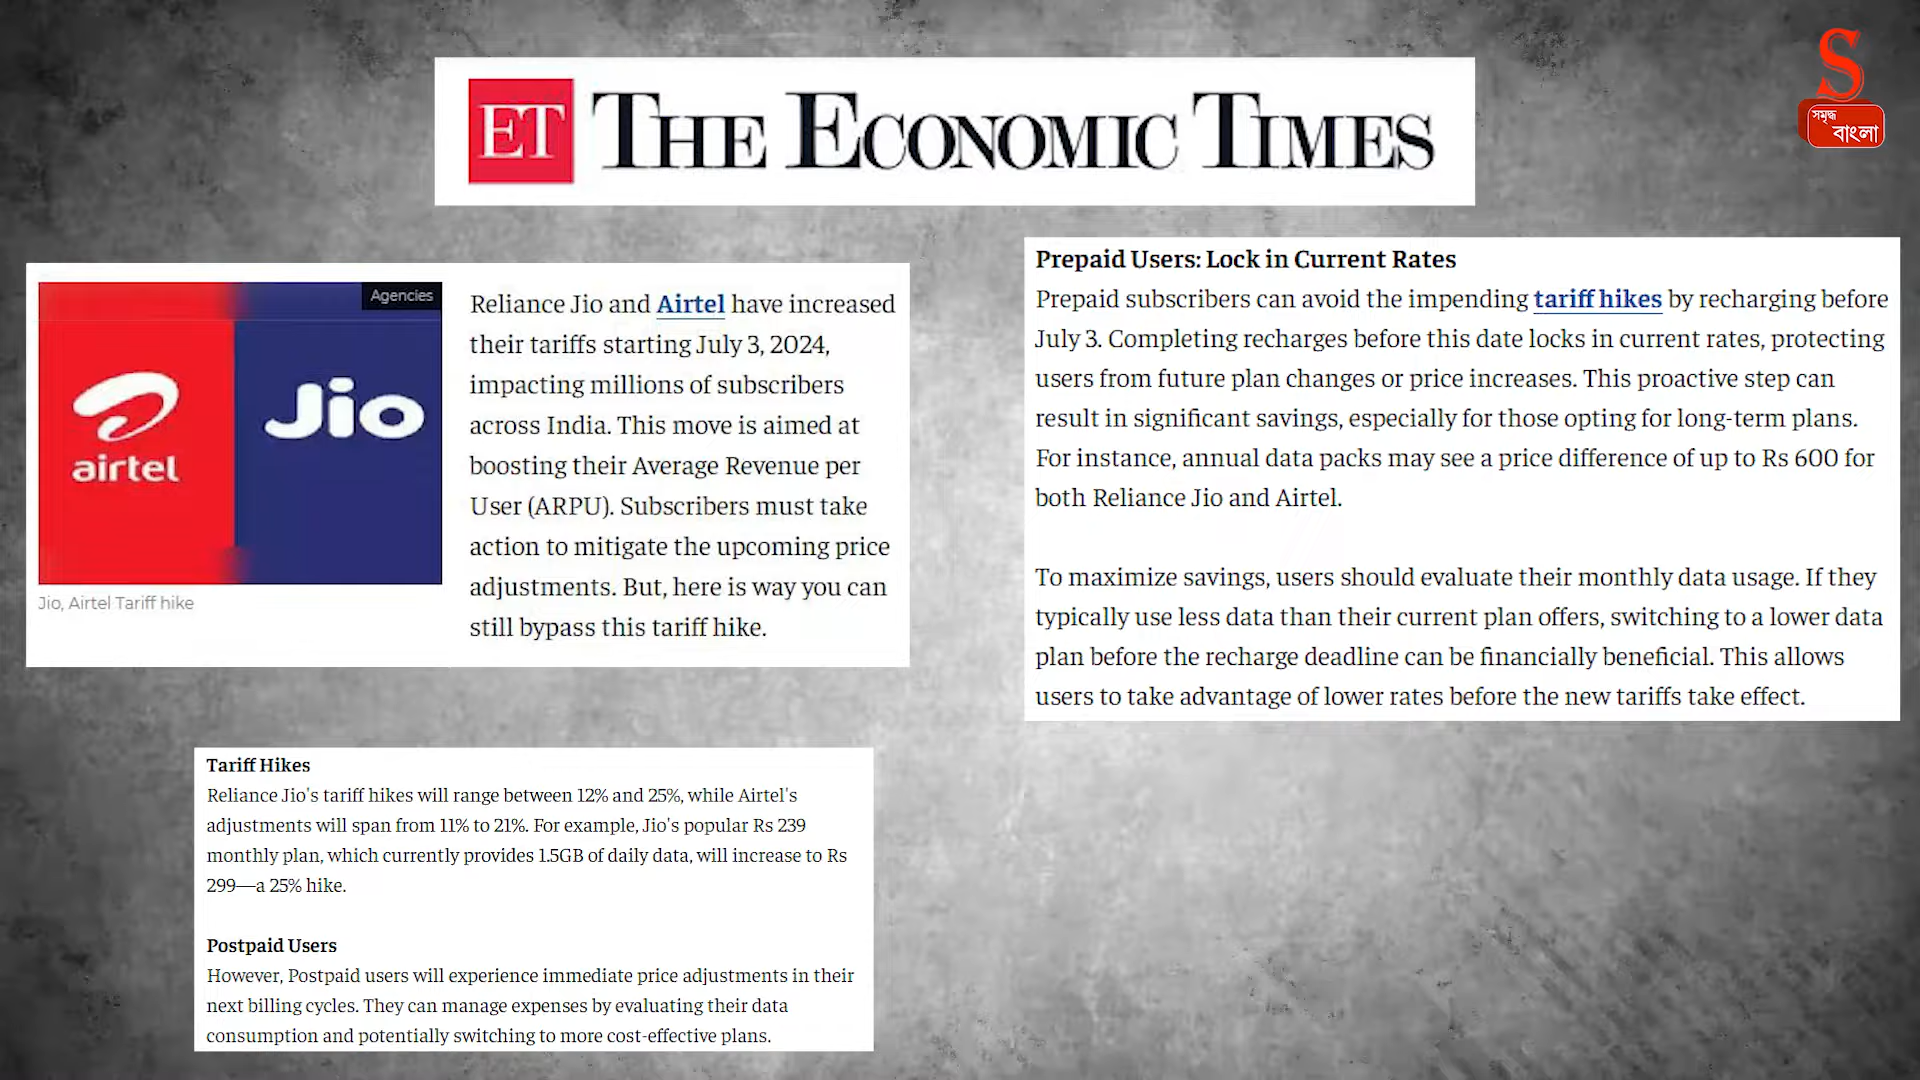 ET THE ECONOMIC TIMES
S
সমৃদ্ধ
বাংলা
Agencies
airtel
Jio
Jio, Airtel Tariff hike
Reliance Jio and Airtel have increased
their tariffs starting July 3, 2024,
impacting millions of subscribers
across India. This move is aimed at
boosting their Average Revenue per
User (ARPU). Subscribers must take
action to mitigate the upcoming price
adjustments. But, here is way you can
still bypass this tariff hike.
Prepaid Users: Lock in Current Rates
Prepaid subscribers can avoid the impending tariff hikes by recharging before
July 3. Completing recharges before this date locks in current rates, protecting
users from future plan changes or price increases. This proactive step can
result in significant savings, especially for those opting for long-term plans.
For instance, annual data packs may see a price difference of up to Rs 600 for
both Reliance Jio and Airtel.
To maximize savings, users should evaluate their monthly data usage. If they
typically use less data than their current plan offers, switching to a lower data
plan before the recharge deadline can be financially beneficial. This allows
users to take advantage of lower rates before the new tariffs take effect.
Tariff Hikes
Reliance Jio's tariff hikes will range between 12% and 25%, while Airtel's
adjustments will span from 11% to 21%. For example, Jio's popular Rs 239
monthly plan, which currently provides 1.5GB of daily data, will increase to Rs
299—a 25% hike.
Postpaid Users
However, Postpaid users will experience immediate price adjustments in their
next billing cycles. They can manage expenses by evaluating their data
consumption and potentially switching to more cost-effective plans.